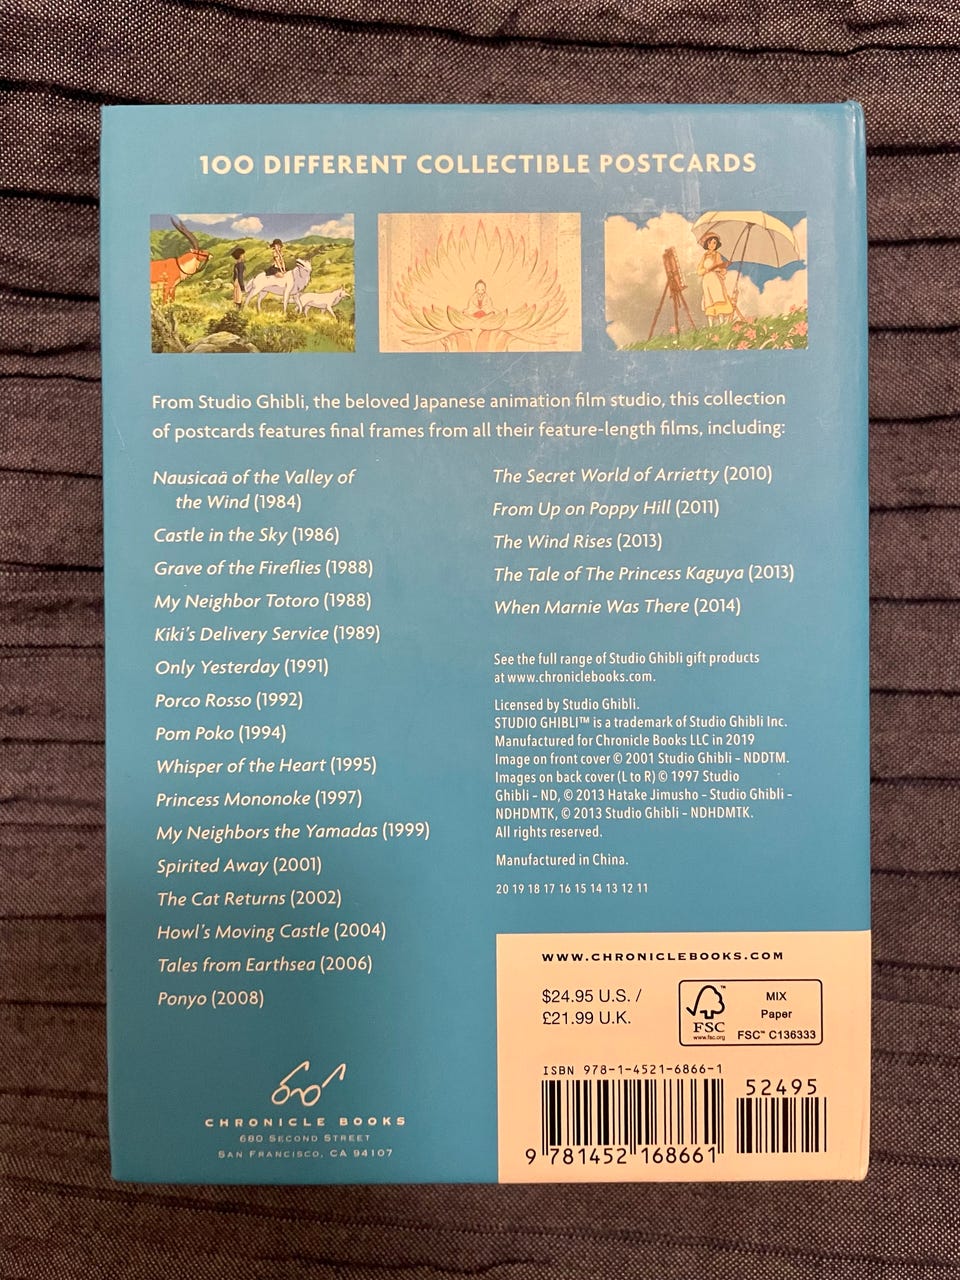 100 DIFFERENT COLLECTIBLE POSTCARDS
From Studio Ghibli, the beloved Japanese animation film studio, this collection
of postcards features final frames from all their feature-length films, including:
Nausicaä of the Valley of
the Wind (1984)
Castle in the Sky (1986)
Grave of the Fireflies (1988)
My Neighbor Totoro (1988)
Kiki's Delivery Service (1989)
Only Yesterday (1991)
Porco Rosso (1992)
Pom Poko (1994)
Whisper of the Heart (1995)
Princess Mononoke (1997)
My Neighbors the Yamadas (1999)
Spirited Away (2001)
The Cat Returns (2002)
Howl's Moving Castle (2004)
Tales from Earthsea (2006)
Ponyo (2008)
The Secret World of Arrietty (2010)
From Up on Poppy Hill (2011)
The Wind Rises (2013)
The Tale of The Princess Kaguya (2013)
When Marnie Was There (2014)
See the full range of Studio Ghibli gift products
at www.chroniclebooks.com.
Licensed by Studio Ghibli.
STUDIO GHIBLI™ is a trademark of Studio Ghibli Inc.
Manufactured for Chronicle Books LLC in 2019
Image on front cover © 2001 Studio Ghibli – NDDTM.
Images on back cover (L to R) © 1997 Studio
Ghibli – ND, © 2013 Hatake Jimusho – Studio Ghibli –
NDHDMTK, © 2013 Studio Ghibli – NDHDMTK.
All rights reserved.
Manufactured in China.
20 19 18 17 16 15 14 13 12 11
CHRONICLE BOOKS
680 SECOND STREET
SAN FRANCISCO, CA 94107
WWW.CHRONICLEBOOKS.COM
$24.95 U.S. /
£21.99 U.K.
FSC
www.fsc.org
MIX
Paper
FSC™ C136333
ISBN 978-1-4521-6866-1
52495
9 781452 168661